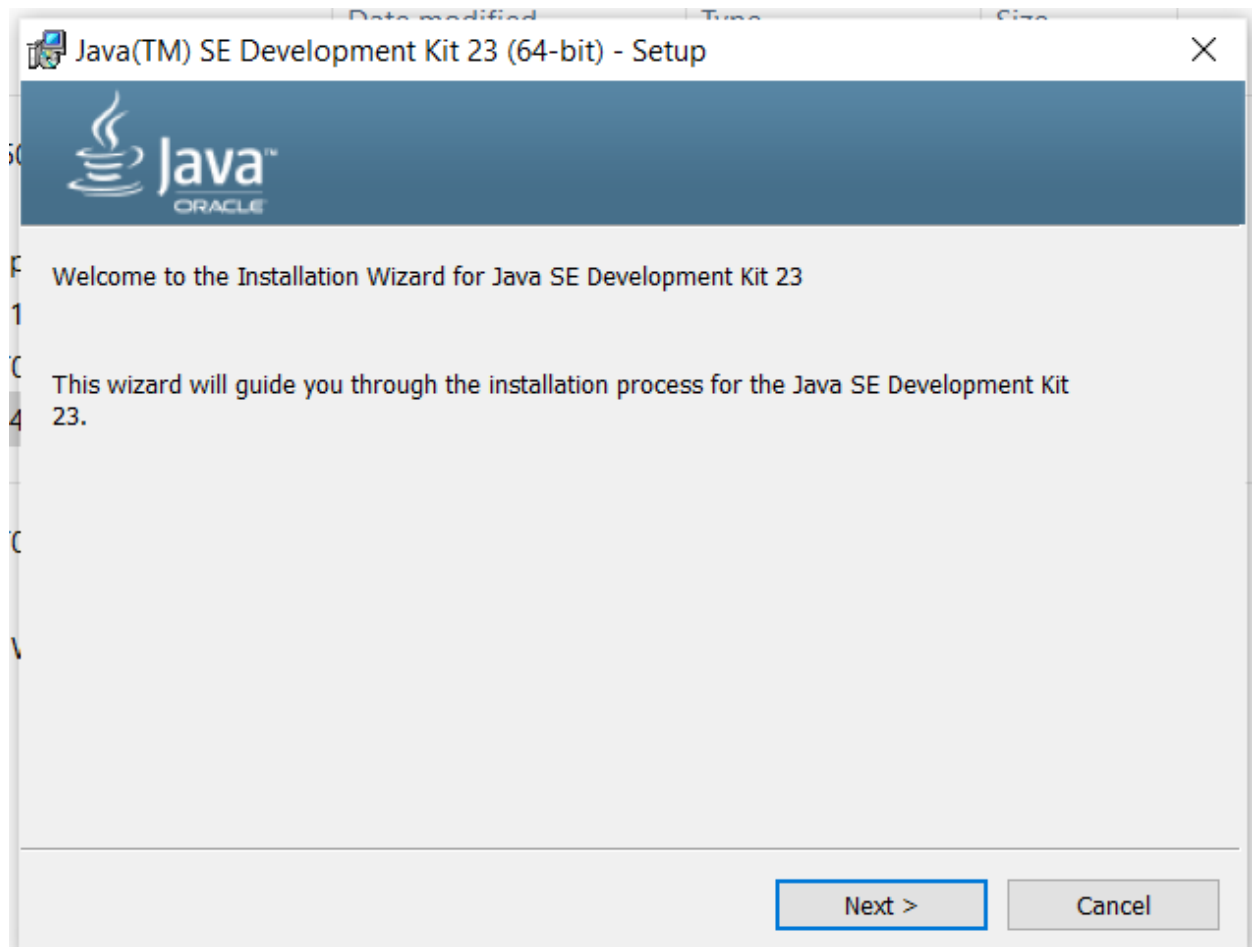 Java(TM) SE Development Kit 23 (64-bit) - Setup
Java™
ORACLE
Welcome to the Installation Wizard for Java SE Development Kit 23
This wizard will guide you through the installation process for the Java SE Development Kit
23.
Next >
Cancel